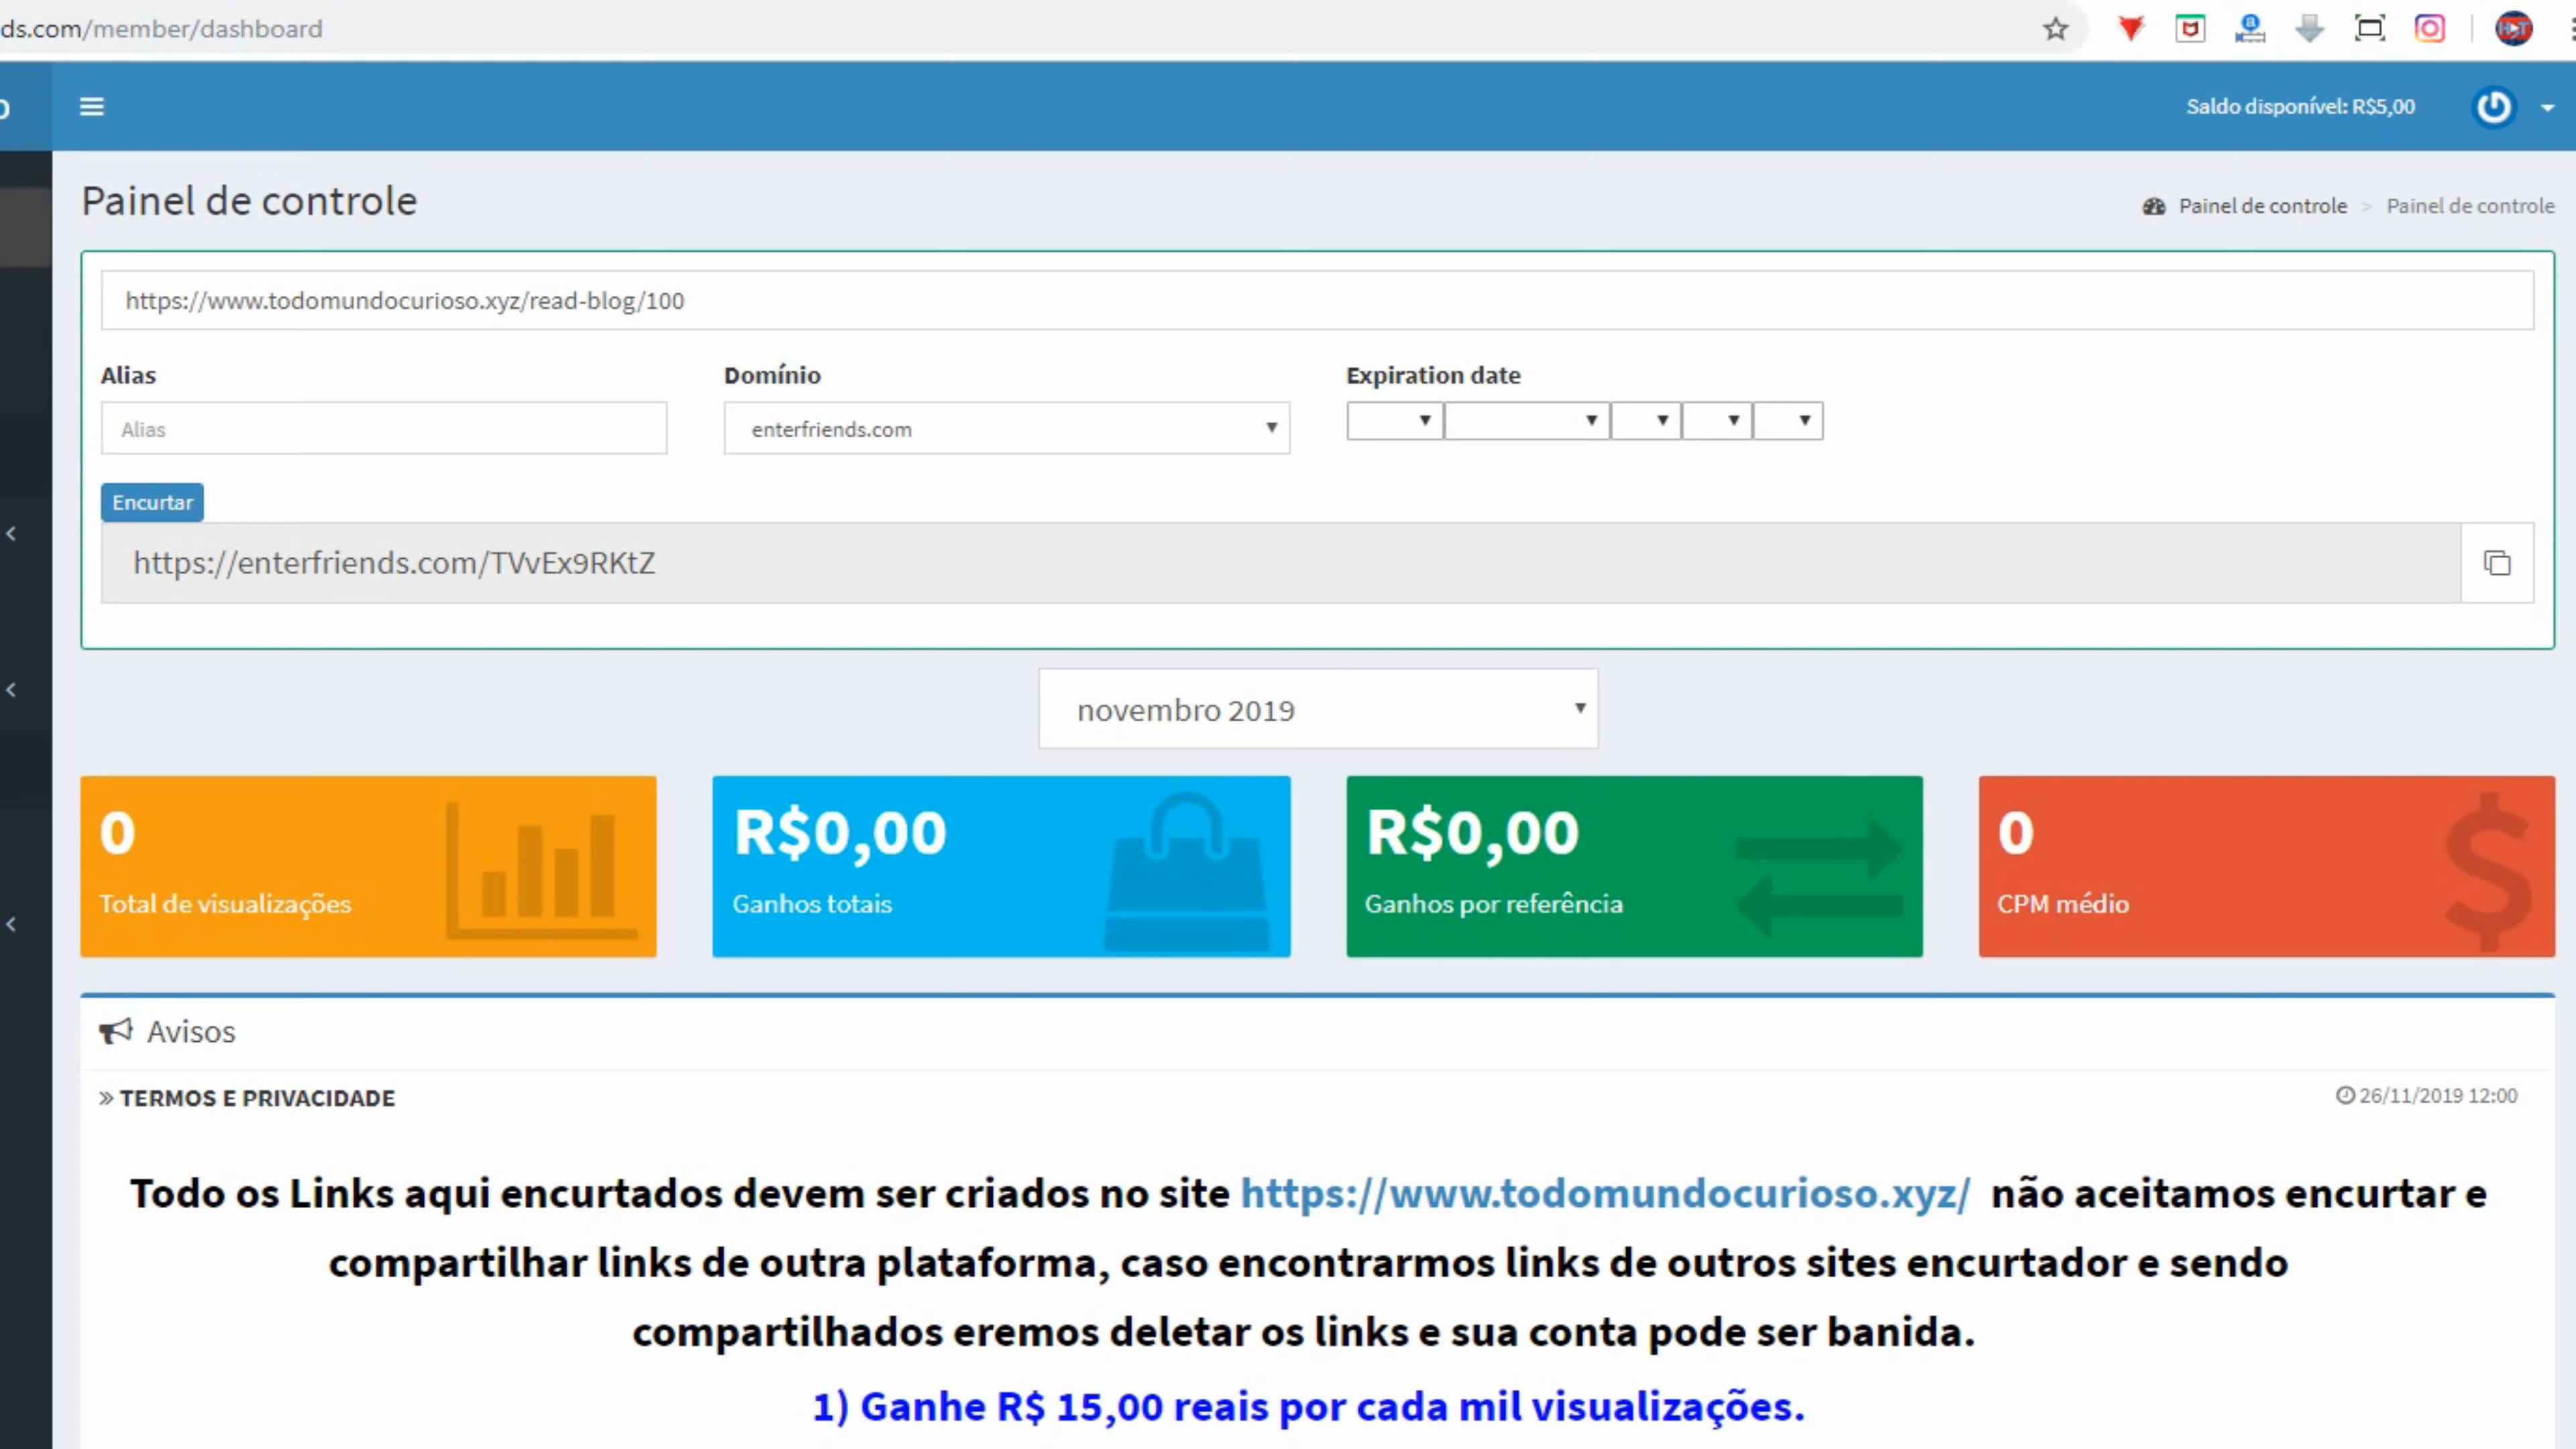 ds.com/member/dashboard
Saldo disponível: R$5,00
Painel de controle
Painel de controle > Painel de controle
https://www.todomundocurioso.xyz/read-blog/100
Alias
Domínio
Expiration date
Alias
enterfriends.com
Encurtar
https://enterfriends.com/TVvEx9RKtZ
novembro 2019
0
Total de visualizações
R$0,00
Ganhos totais
R$0,00
Ganhos por referência
0
CPM médio
Avisos
» TERMOS E PRIVACIDADE
26/11/2019 12:00
Todo os Links aqui encurtados devem ser criados no site https://www.todomundocurioso.xyz/ não aceitamos encurtar e
compartilhar links de outra plataforma, caso encontrarmos links de outros sites encurtador e sendo
compartilhados eremos deletar os links e sua conta pode ser banida.
1) Ganhe R$ 15,00 reais por cada mil visualizações.